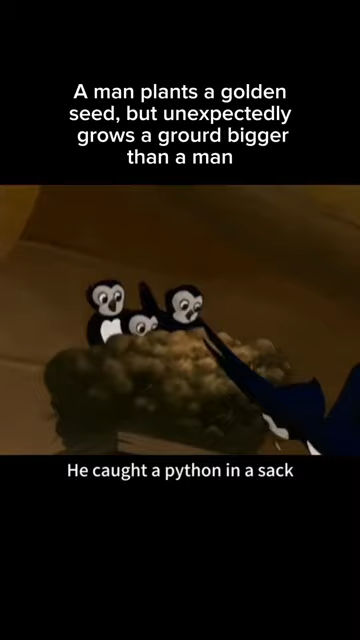 A man plants a golden
seed, but unexpectedly
grows a grourd bigger
than a man
He caught a python in a sack